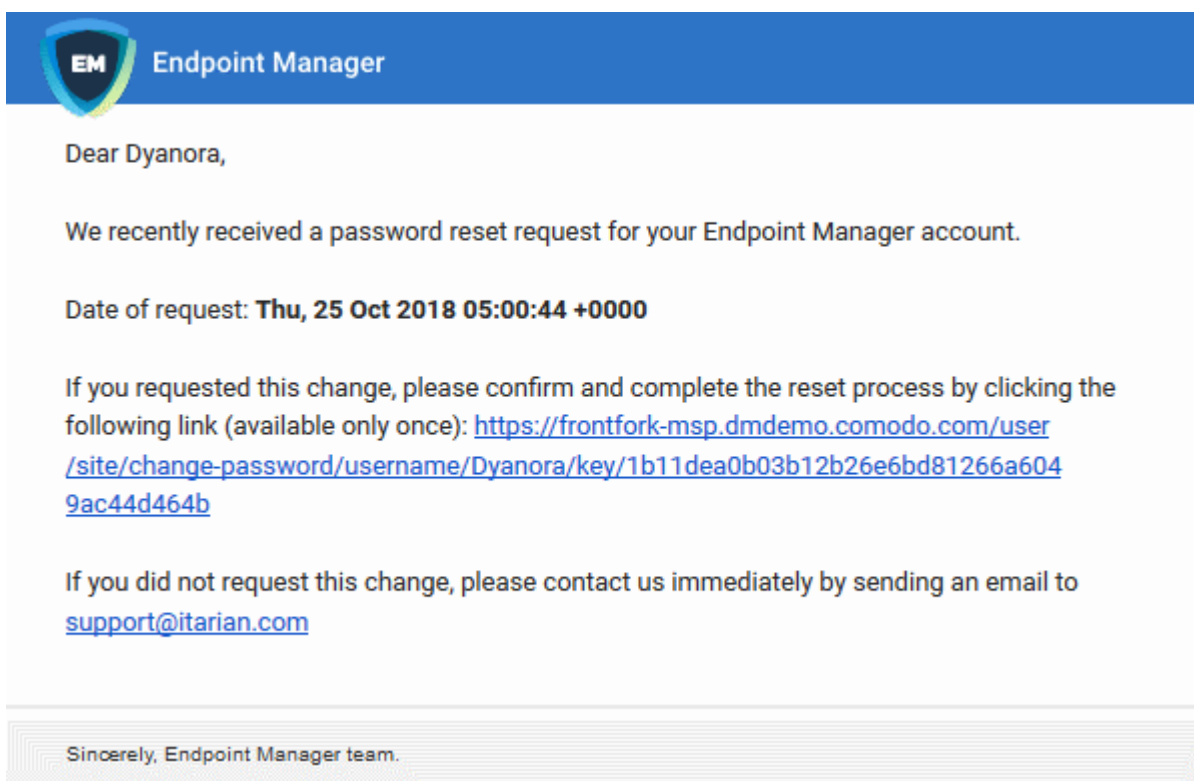 EM Endpoint Manager
Dear Dyanora,
We recently received a password reset request for your Endpoint Manager account.
Date of request: Thu, 25 Oct 2018 05:00:44 +0000
If you requested this change, please confirm and complete the reset process by clicking the
following link (available only once): https://frontfork-msp.dmdemo.comodo.com/user
/site/change-password/username/Dyanora/key/1b11dea0b03b12b26e6bd81266a604
9ac44d464b
If you did not request this change, please contact us immediately by sending an email to
support@itarian.com
Sincerely, Endpoint Manager team.